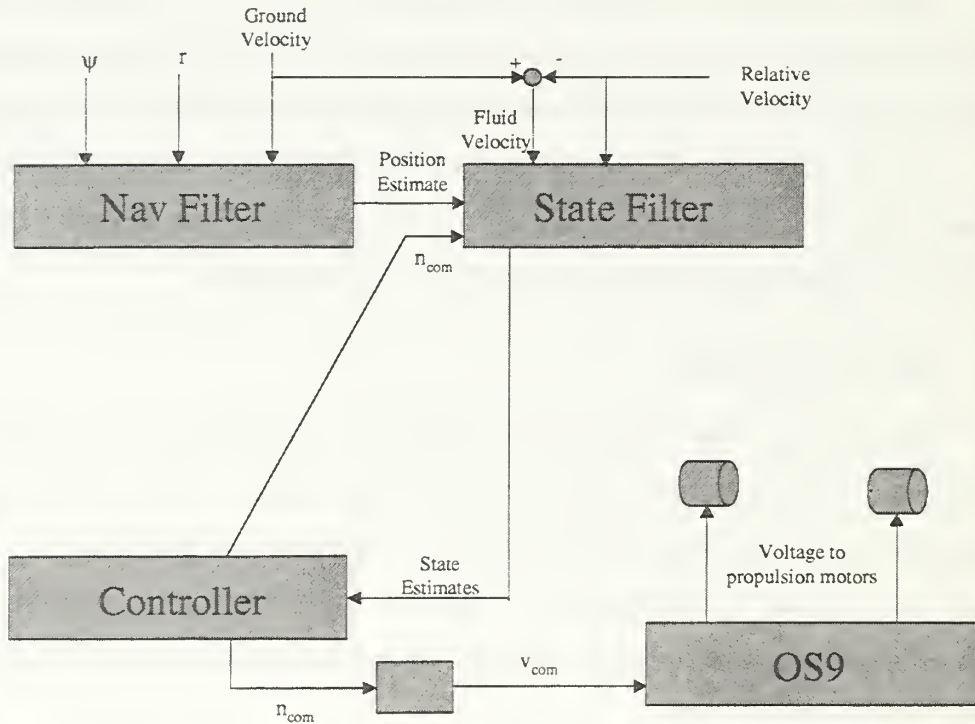 Ground
Velocity
ψ
r
+
-
Relative
Velocity
Fluid
Velocity
Position
Estimate
Nav Filter
State Filter
n_com
State
Estimates
Voltage to
propulsion motors
Controller
OS9
v_com
n_com